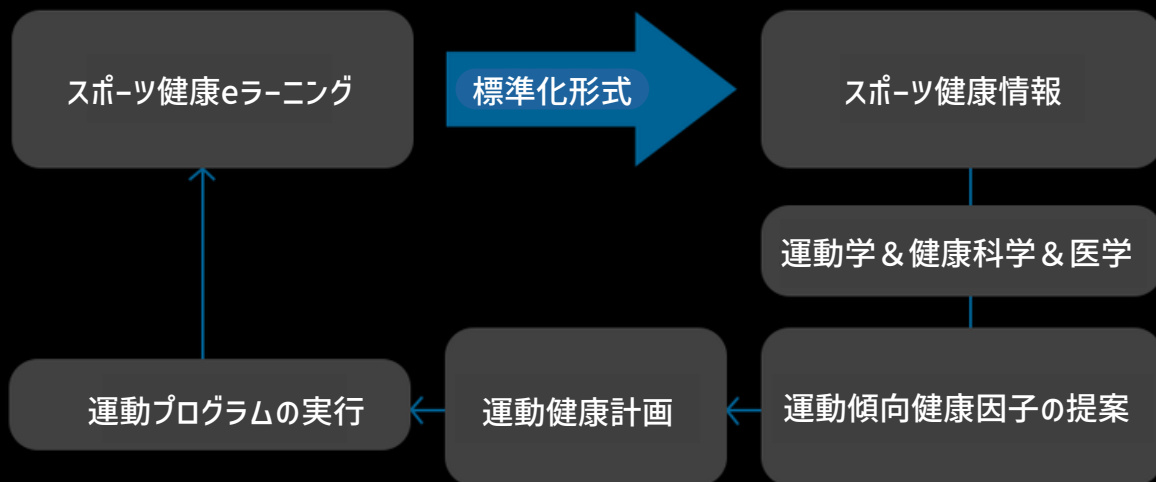 スポーツ健康eラーニング
標準化形式
スポーツ健康情報
運動学＆健康科学＆医学
運動プログラムの実行
運動健康計画
運動傾向健康因子の提案